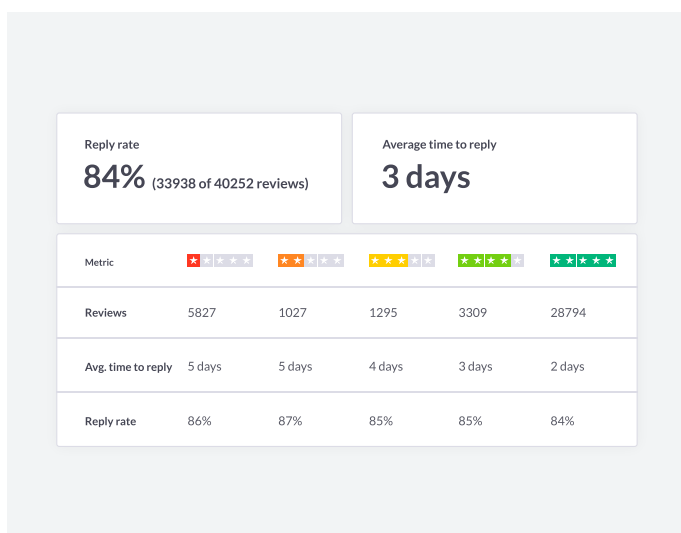 Reply rate
84% (33938 of 40252 reviews)
Average time to reply
3 days
Metric
Reviews 5827 1027 1295 3309 28794
Avg. time to reply 5 days 5 days 4 days 3 days 2 days
Reply rate 86% 87% 85% 85% 84%